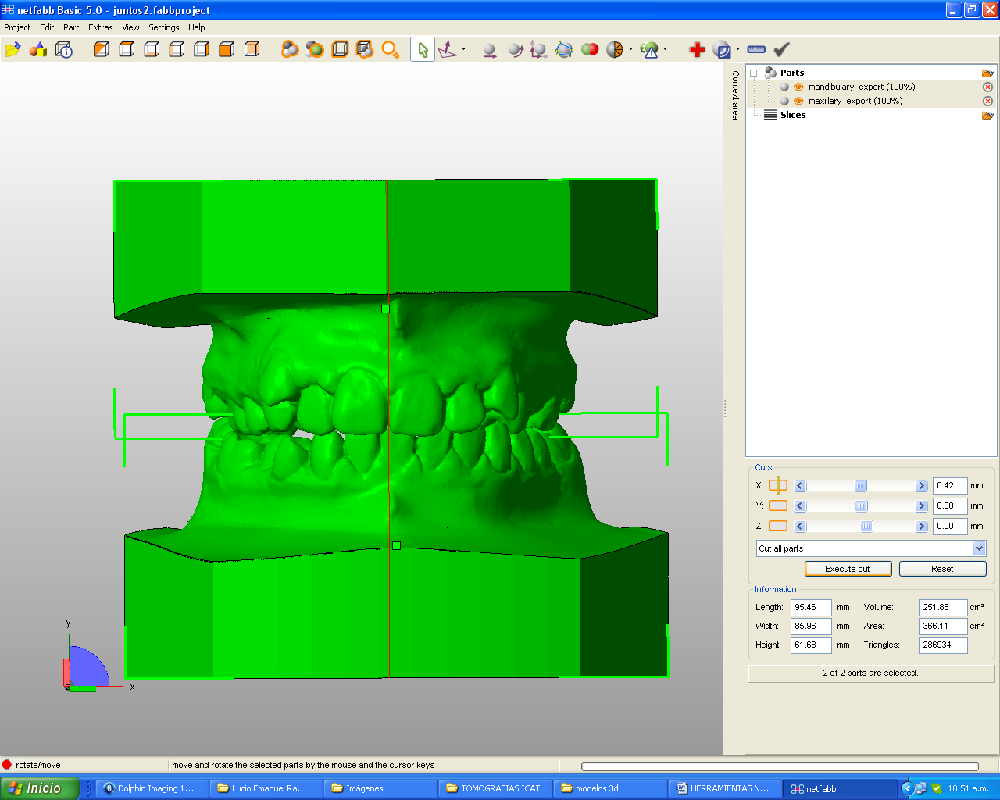 netfabb Basic 5.0 - juntos2.fabbproject
Project Edit Part Extras View Settings Help
Context area
Parts
mandibulary_export (100%)
maxillary_export (100%)
Slices
Cuts
X: 0.42 mm
Y: 0.00 mm
Z: 0.00 mm
Cut all parts
Execute cut Reset
Information
Length: 95.46 mm Volume: 251.86 cm³
Width: 85.96 mm Area: 366.11 cm²
Height: 61.68 mm Triangles: 286934
2 of 2 parts are selected.
y
z x
rotate/move move and rotate the selected parts by the mouse and the cursor keys
Inicio Dolphin Imaging 1... Lucio Emanuel Ra... Imágenes TOMOGRAFIAS ICAT modelos 3d HERRAMIENTAS N... netfabb 10:51 a.m.